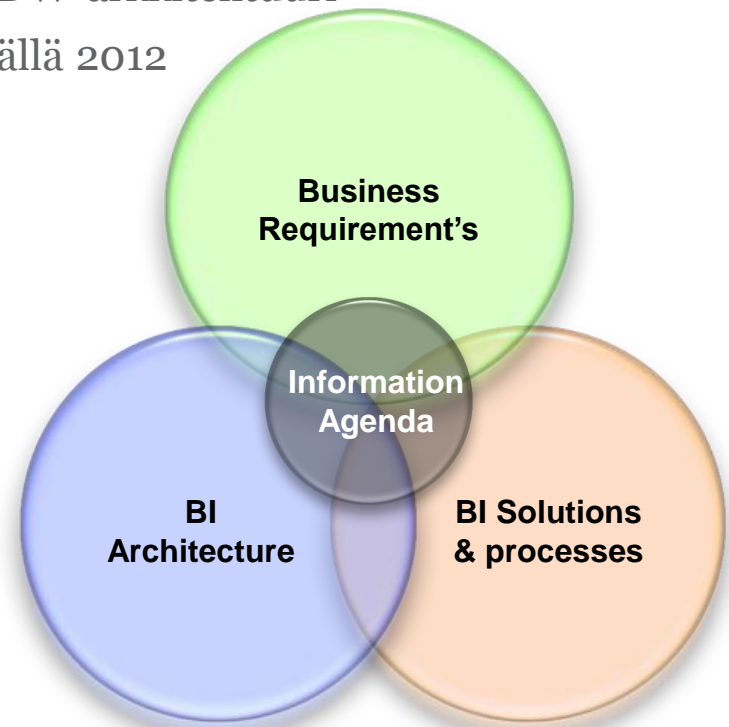 ällä 2012
Business
Requirement's
Information
Agenda
BI
Architecture
BI Solutions
& processes